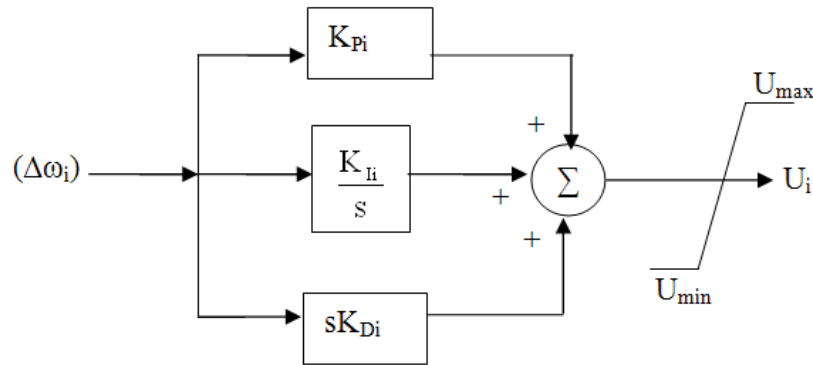 K_Pi
U_max
+
(Δω_i)
K_Ii
s
+
Σ
U_i
+
U_min
sK_Di